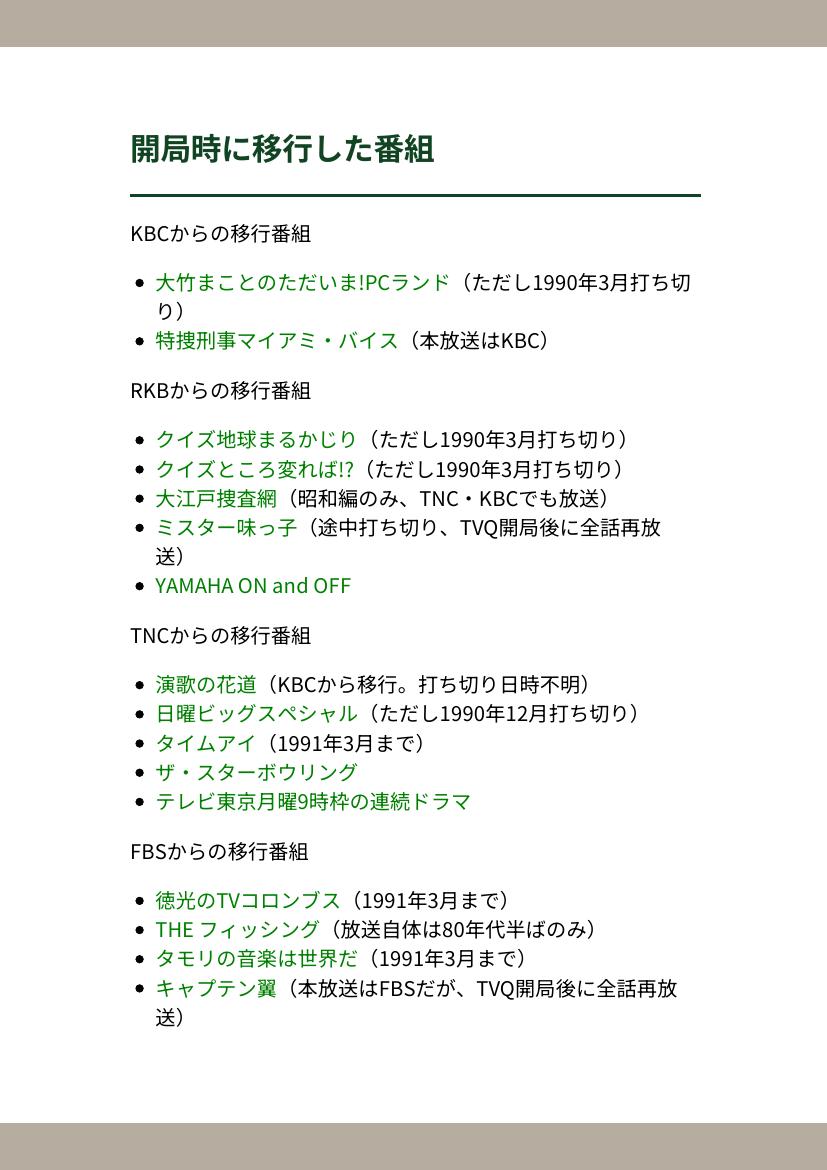 開局時に移行した番組
KBCからの移行番組
大竹まことのただいま!PCランド（ただし1990年3月打ち切
り）
特捜刑事マイアミ・バイス（本放送はKBC）
RKBからの移行番組
クイズ地球まるかじり（ただし1990年3月打ち切り）
クイズところ変れば!?（ただし1990年3月打ち切り）
大江戸捜査網（昭和編のみ、TNC・KBCでも放送）
ミスター味っ子（途中打ち切り、TVQ開局後に全話再放
送）
YAMAHA ON and OFF
TNCからの移行番組
演歌の花道（KBCから移行。打ち切り日時不明）
日曜ビッグスペシャル（ただし1990年12月打ち切り）
タイムアイ（1991年3月まで）
ザ・スターボウリング
テレビ東京月曜9時枠の連続ドラマ
FBSからの移行番組
徳光のTVコロンブス（1991年3月まで）
THE フィッシング（放送自体は80年代半ばのみ）
タモリの音楽は世界だ（1991年3月まで）
キャプテン翼（本放送はFBSだが、TVQ開局後に全話再放
送）